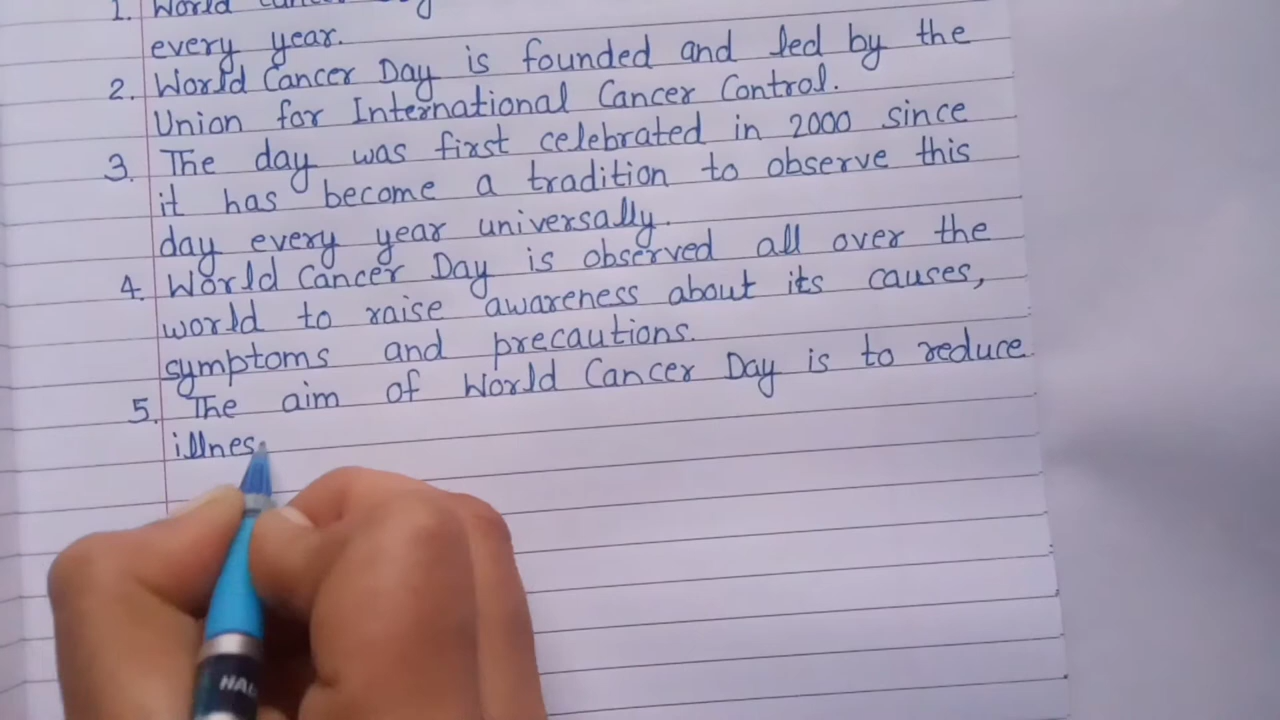 1. World Cancer
every year.
2. World Cancer Day is founded and led by the
Union for International Cancer Control.
3. The day was first celebrated in 2000 since
it has become a tradition to observe this
day every year universally.
4. World Cancer Day is observed all over the
world to raise awareness about its causes,
symptoms and precautions.
5. The aim of World Cancer Day is to reduce
illnes